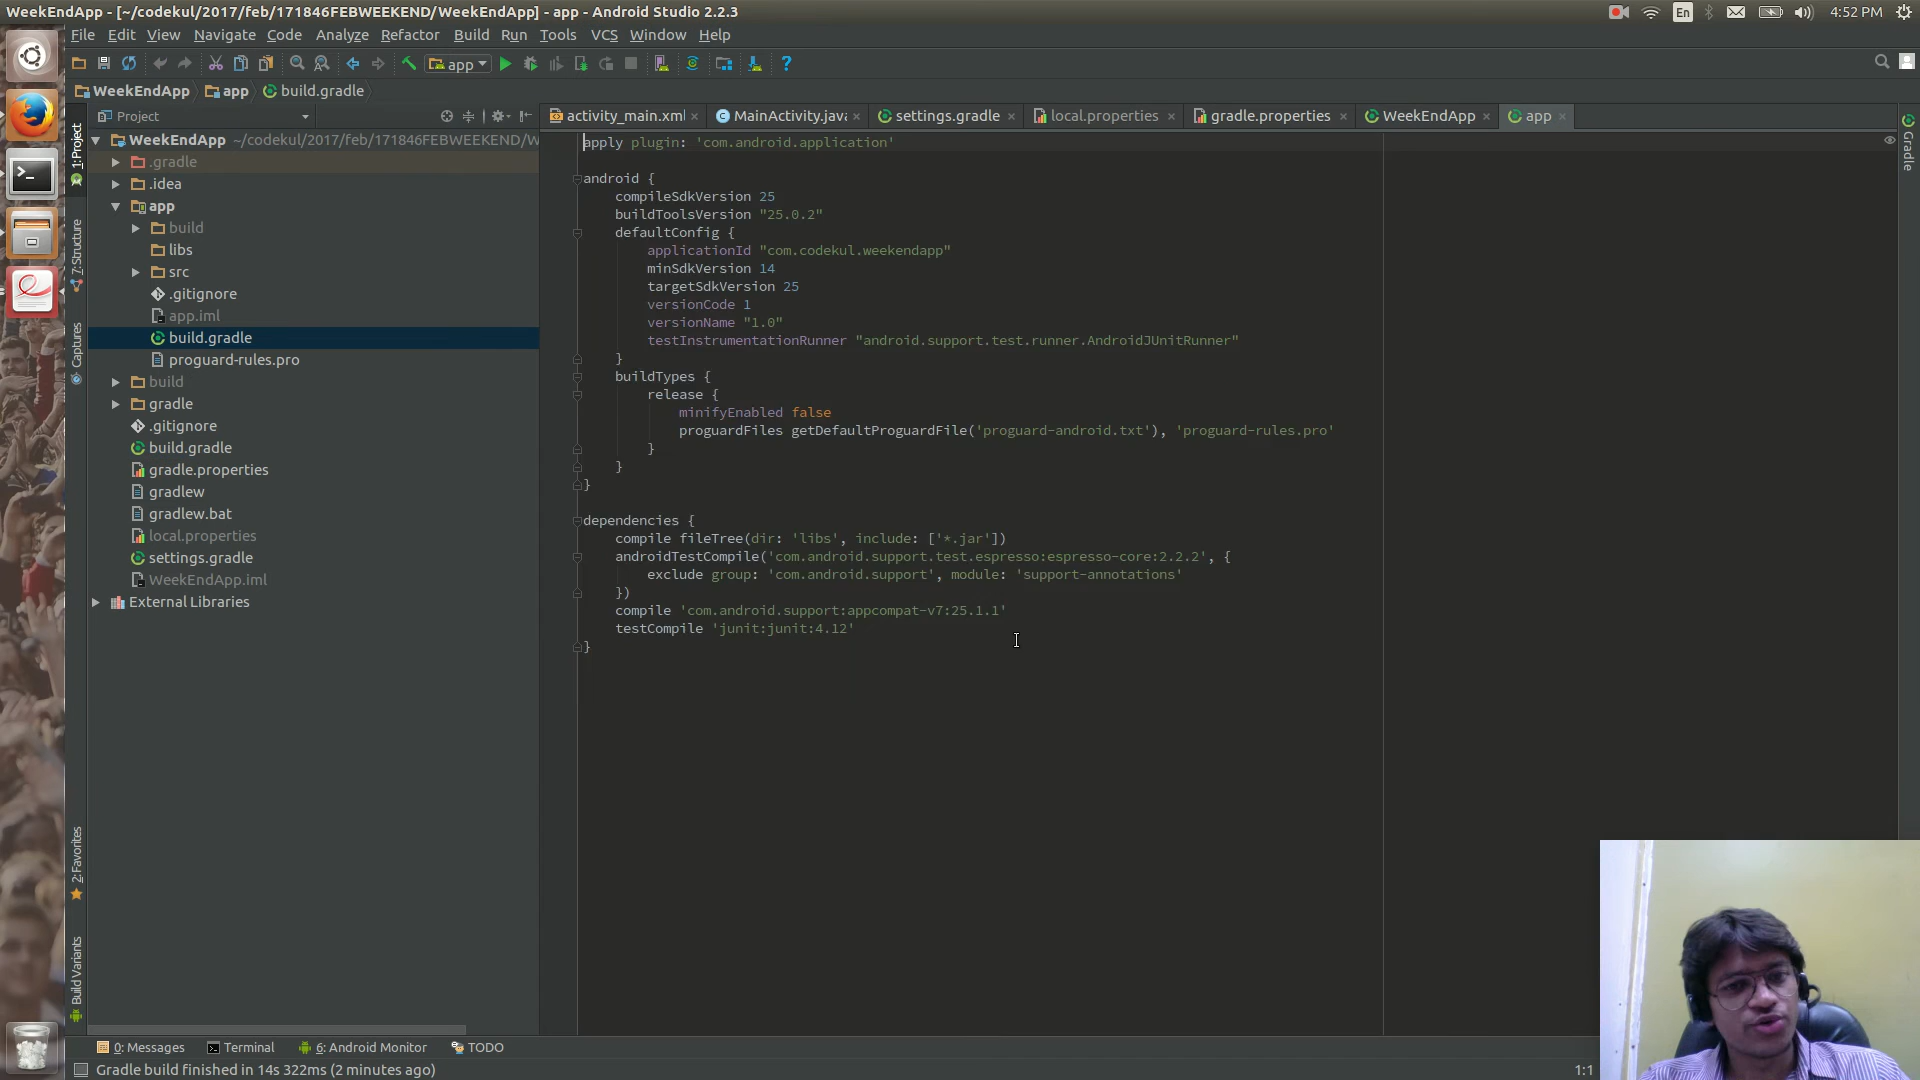 WeekEndApp - [~/codekul/2017/feb/171846FEBWEEKEND/WeekEndApp] - app - Android Studio 2.2.3
En
4:52 PM
File Edit View Navigate Code Analyze Refactor Build Run Tools VCS Window Help
app
WeekEndApp app build.gradle
Project
activity_main.xml MainActivity.java settings.gradle local.properties gradle.properties WeekEndApp app
1: Project
7: Structure
Captures
2: Favorites
Build Variants
Gradle
WeekEndApp ~/codekul/2017/feb/171846FEBWEEKEND/W
.gradle
.idea
app
build
libs
src
.gitignore
app.iml
build.gradle
proguard-rules.pro
build
gradle
.gitignore
build.gradle
gradle.properties
gradlew
gradlew.bat
local.properties
settings.gradle
WeekEndApp.iml
External Libraries
apply plugin: 'com.android.application'
android {
compileSdkVersion 25
buildToolsVersion "25.0.2"
defaultConfig {
applicationId "com.codekul.weekendapp"
minSdkVersion 14
targetSdkVersion 25
versionCode 1
versionName "1.0"
testInstrumentationRunner "android.support.test.runner.AndroidJUnitRunner"
}
buildTypes {
release {
minifyEnabled false
proguardFiles getDefaultProguardFile('proguard-android.txt'), 'proguard-rules.pro'
}
}
}
dependencies {
compile fileTree(dir: 'libs', include: ['*.jar'])
androidTestCompile('com.android.support.test.espresso:espresso-core:2.2.2', {
exclude group: 'com.android.support', module: 'support-annotations'
})
compile 'com.android.support:appcompat-v7:25.1.1'
testCompile 'junit:junit:4.12'
}
0: Messages Terminal 6: Android Monitor TODO
Gradle build finished in 14s 322ms (2 minutes ago)
1:1